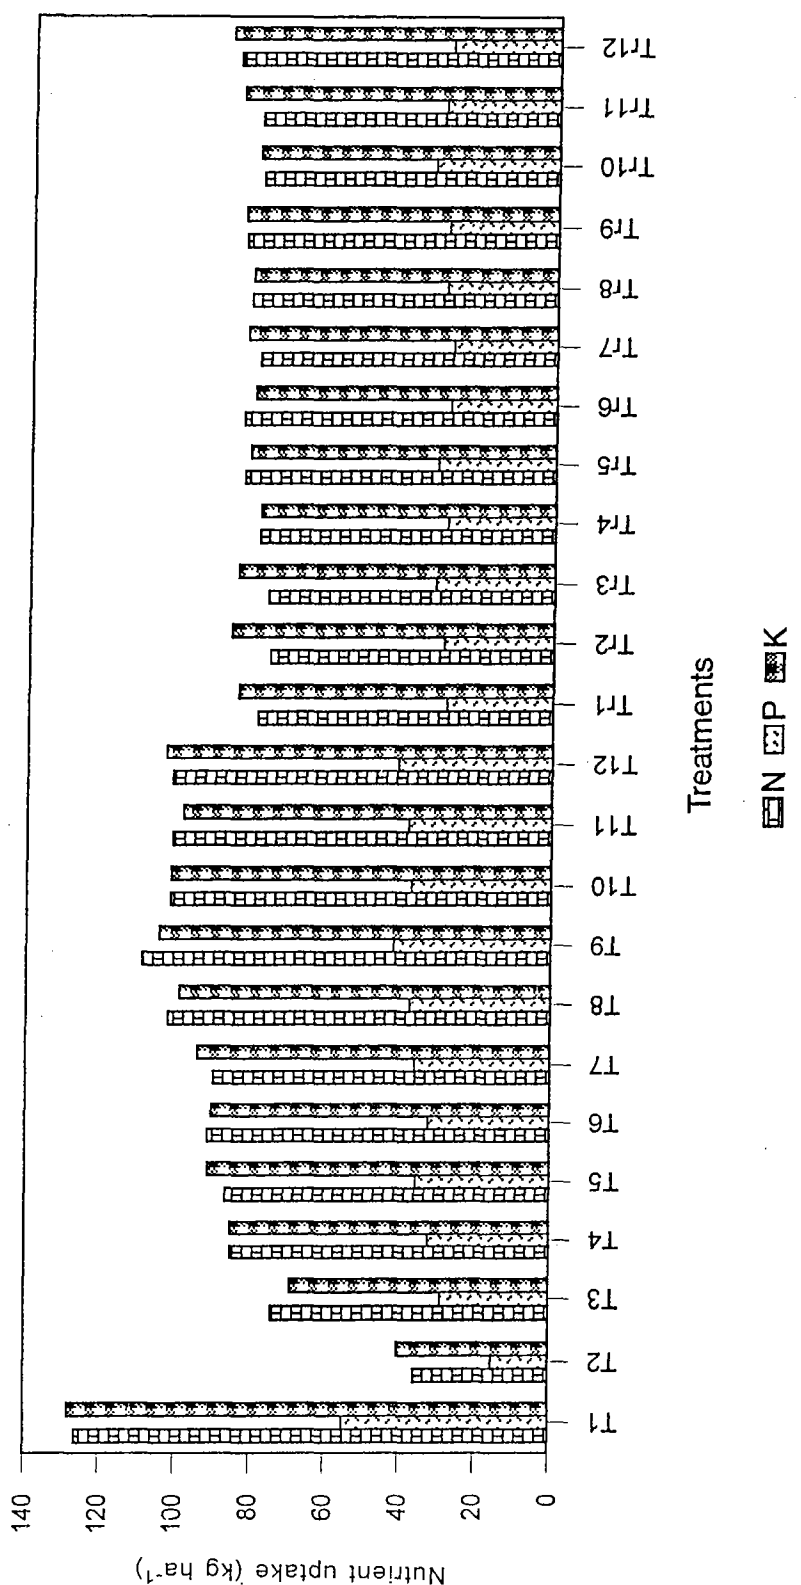 Nutrient uptake (kg ha⁻¹)
140
120
100
80
60
40
20
0
T1
T2
T3
T4
T5
T6
T7
T8
T9
T10
T11
T12
Tr1
Tr2
Tr3
Tr4
Tr5
Tr6
Tr7
Tr8
Tr9
Tr10
Tr11
Tr12
Treatments
N P K